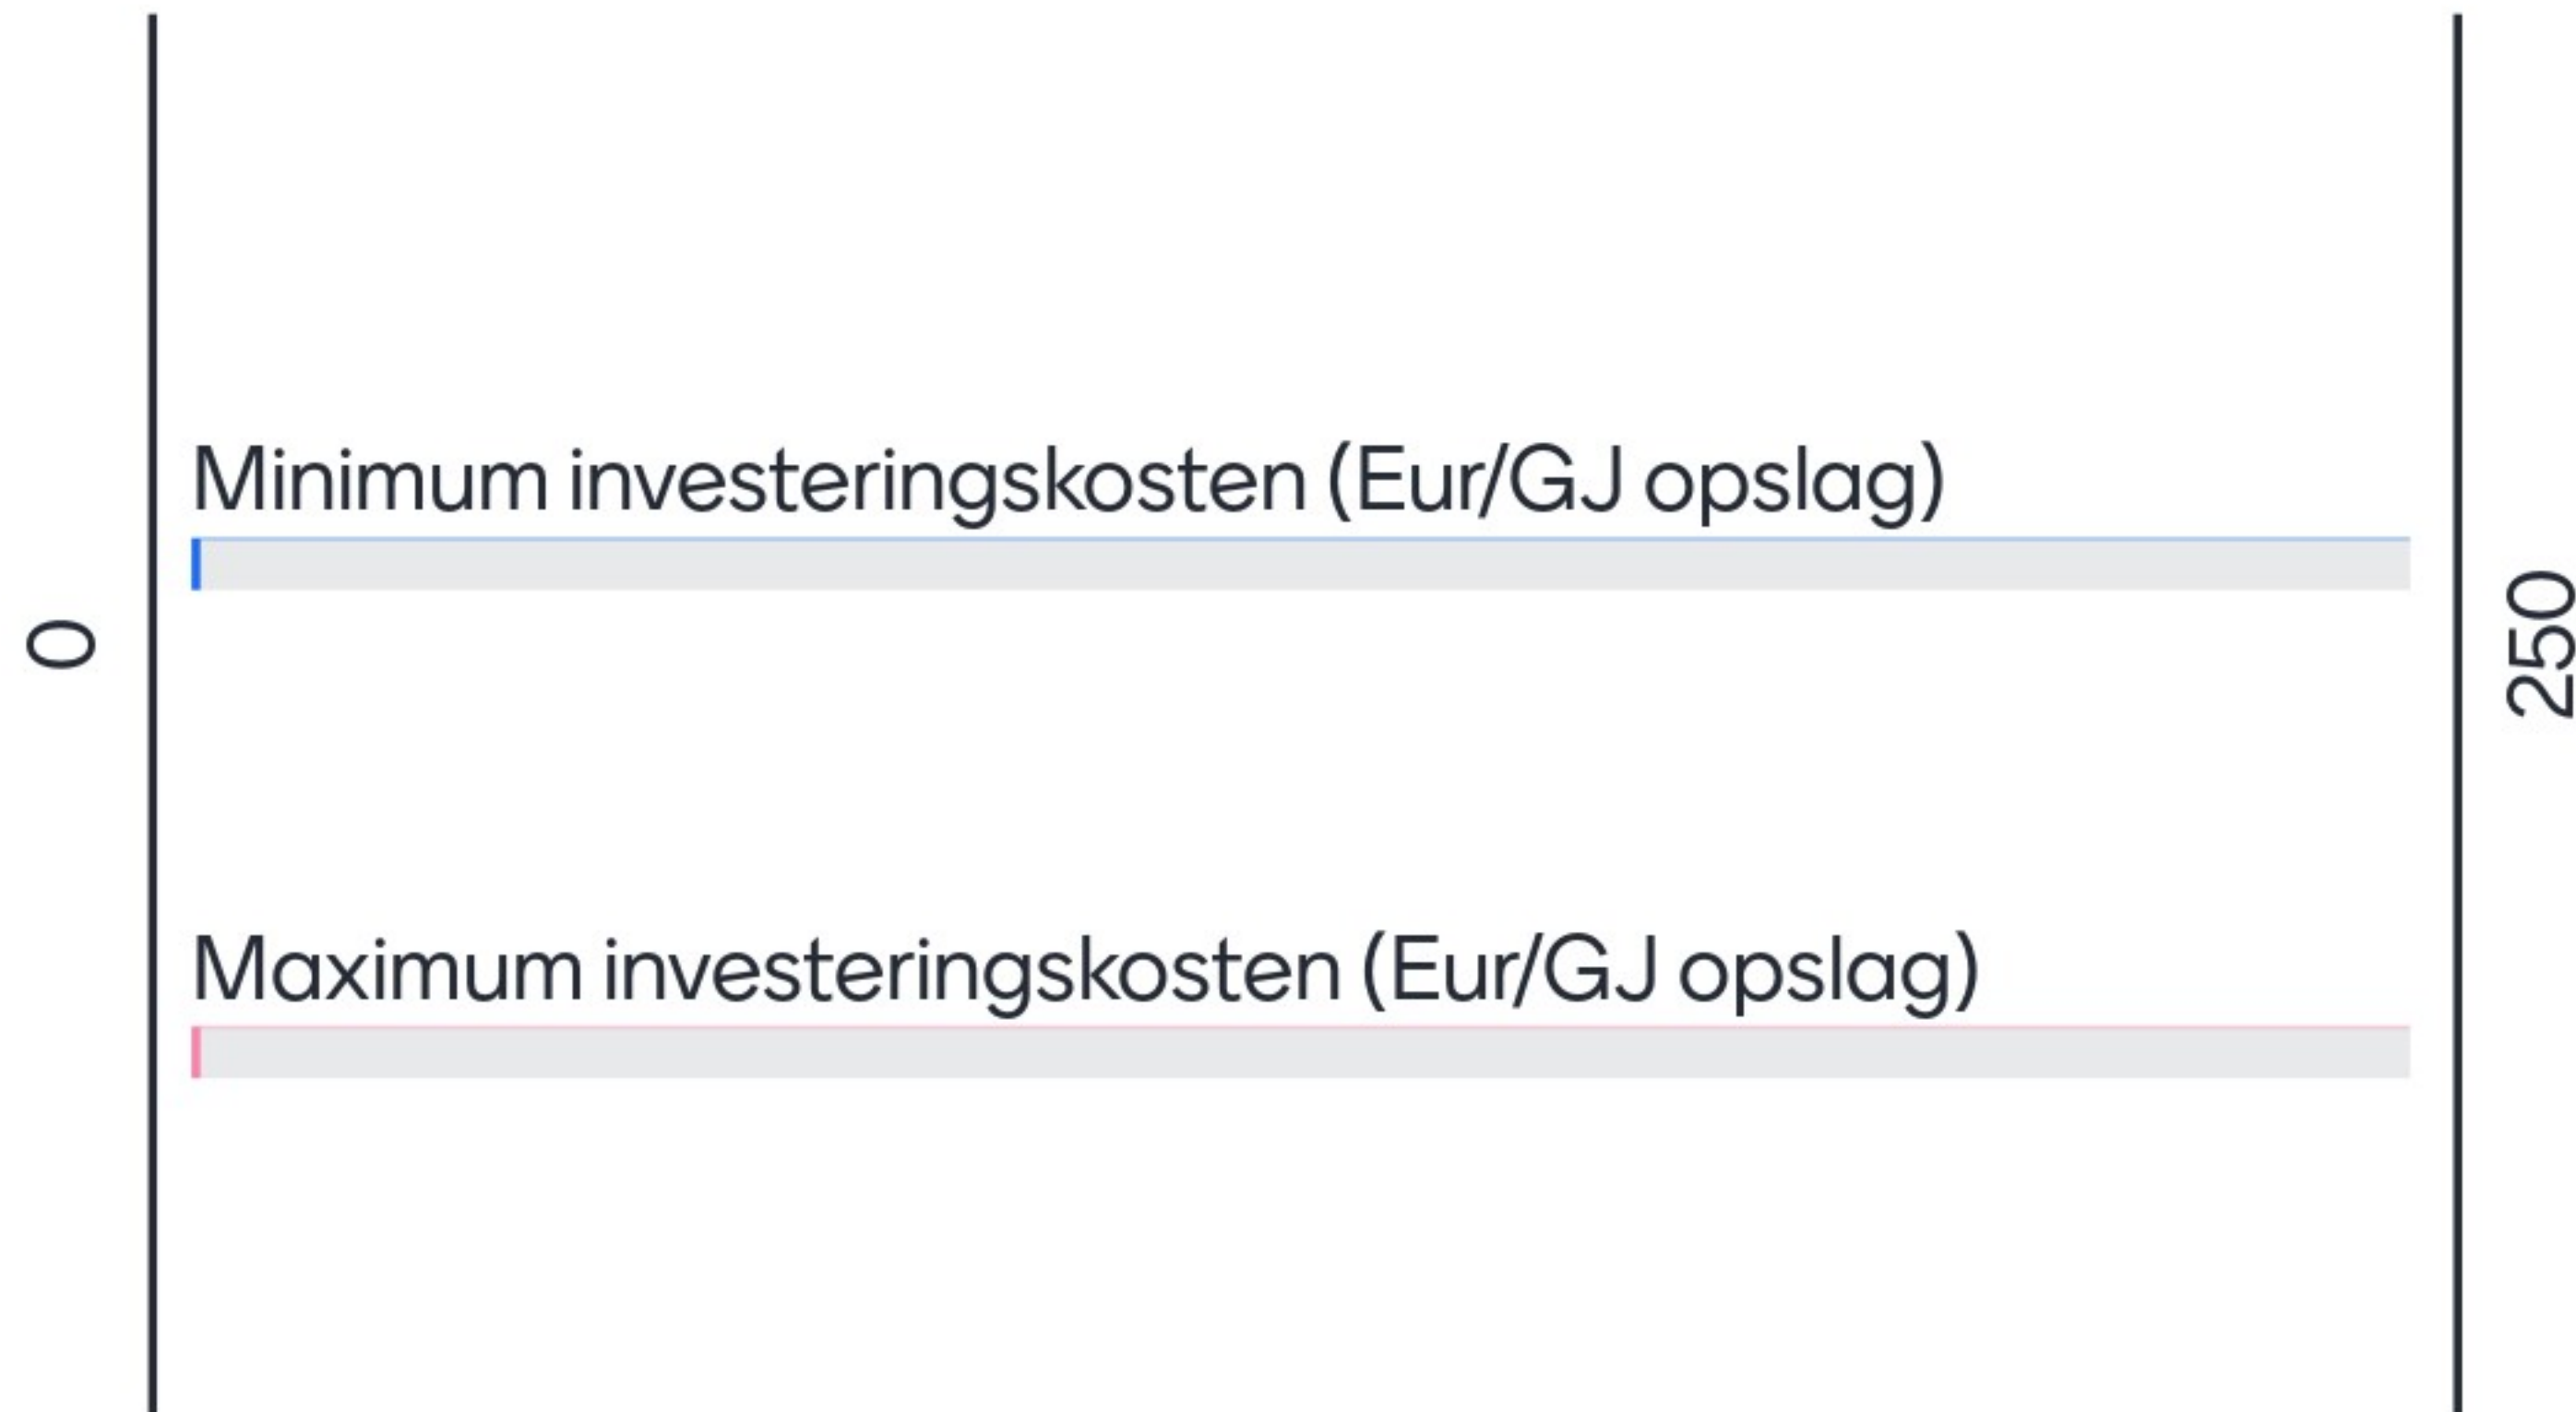 Minimum investeringskosten (Eur/GJ opslag)
0
250
Maximum investeringskosten (Eur/GJ opslag)